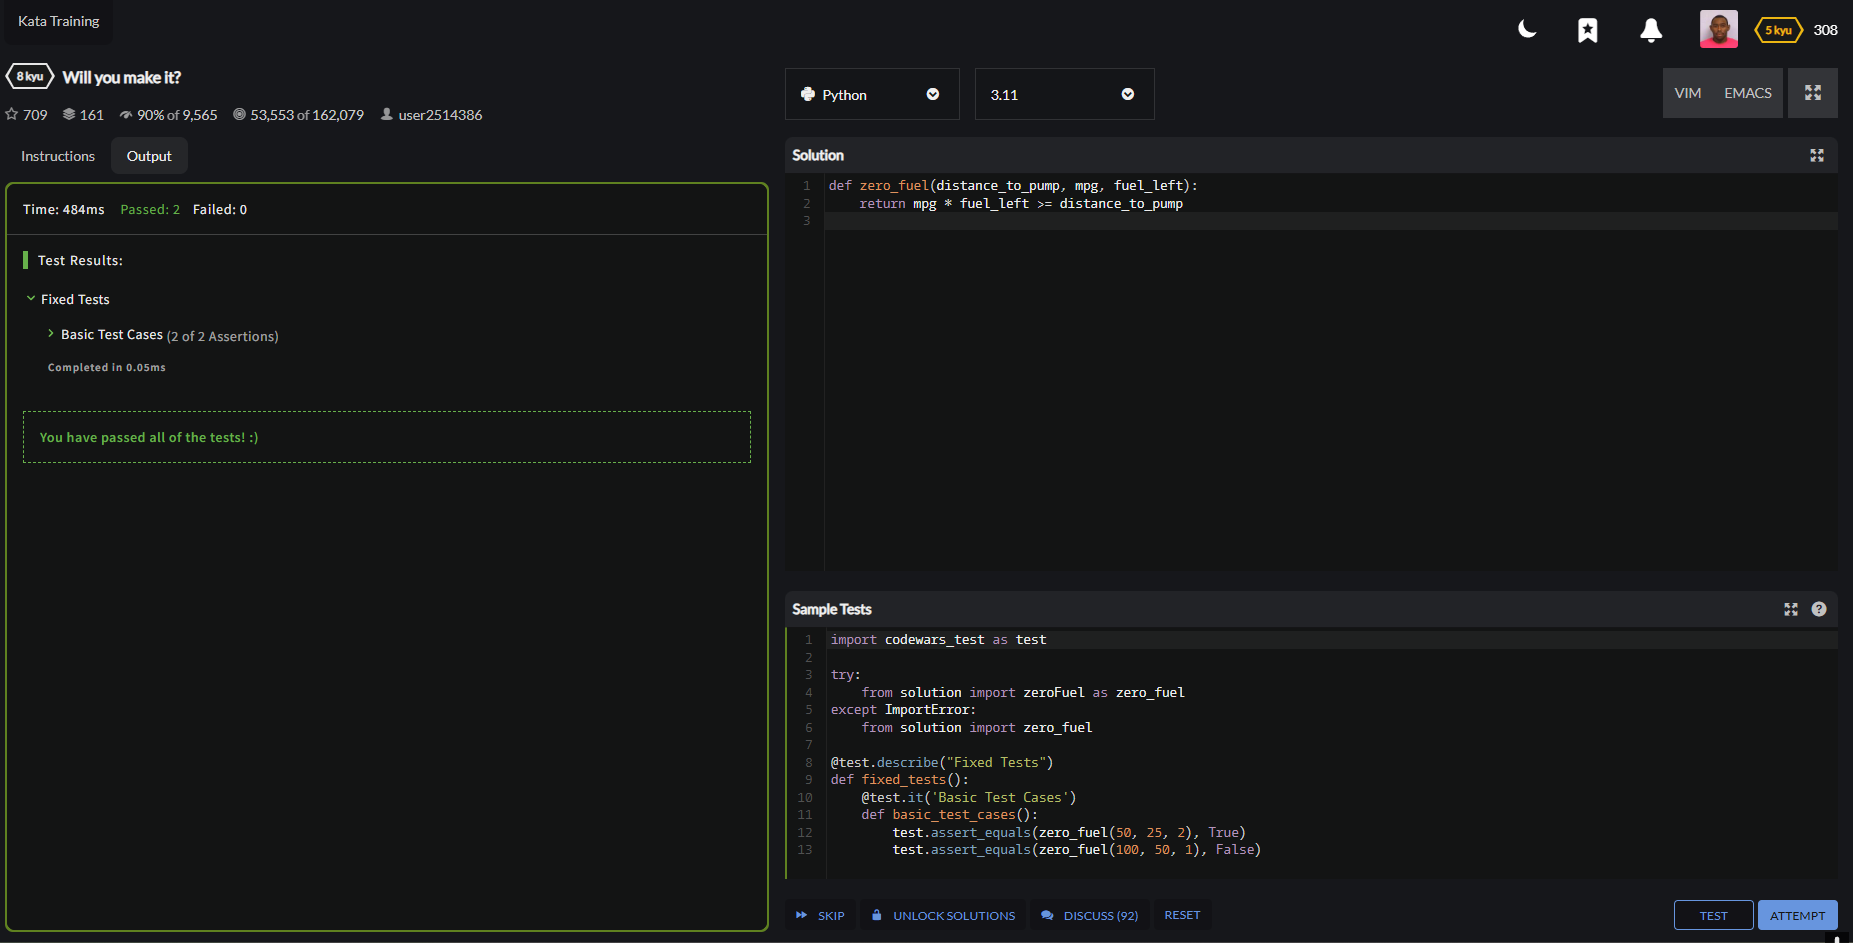 Kata Training
5 kyu 308
8 kyu Will you make it?
709 161 90% of 9,565 53,553 of 162,079 user2514386
Instructions Output
Time: 484ms Passed: 2 Failed: 0
Test Results:
Fixed Tests
Basic Test Cases (2 of 2 Assertions)
Completed in 0.05ms
You have passed all of the tests! :)
Python 3.11 VIM EMACS
Solution
1 def zero_fuel(distance_to_pump, mpg, fuel_left):
2     return mpg * fuel_left >= distance_to_pump
3
Sample Tests
1 import codewars_test as test
2
3 try:
4     from solution import zeroFuel as zero_fuel
5 except ImportError:
6     from solution import zero_fuel
7
8 @test.describe("Fixed Tests")
9 def fixed_tests():
10     @test.it('Basic Test Cases')
11     def basic_test_cases():
12         test.assert_equals(zero_fuel(50, 25, 2), True)
13         test.assert_equals(zero_fuel(100, 50, 1), False)
SKIP UNLOCK SOLUTIONS DISCUSS (92) RESET TEST ATTEMPT